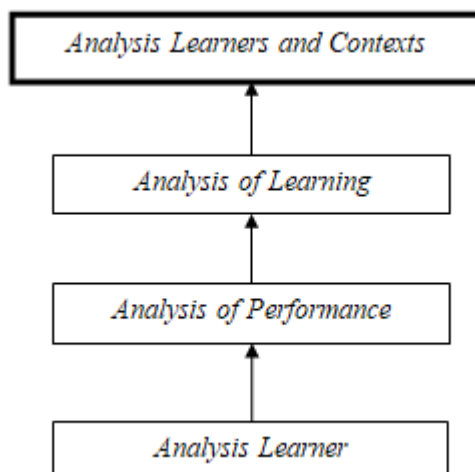 Analysis Learners and Contexts
Analysis of Learning
Analysis of Performance
Analysis Learner